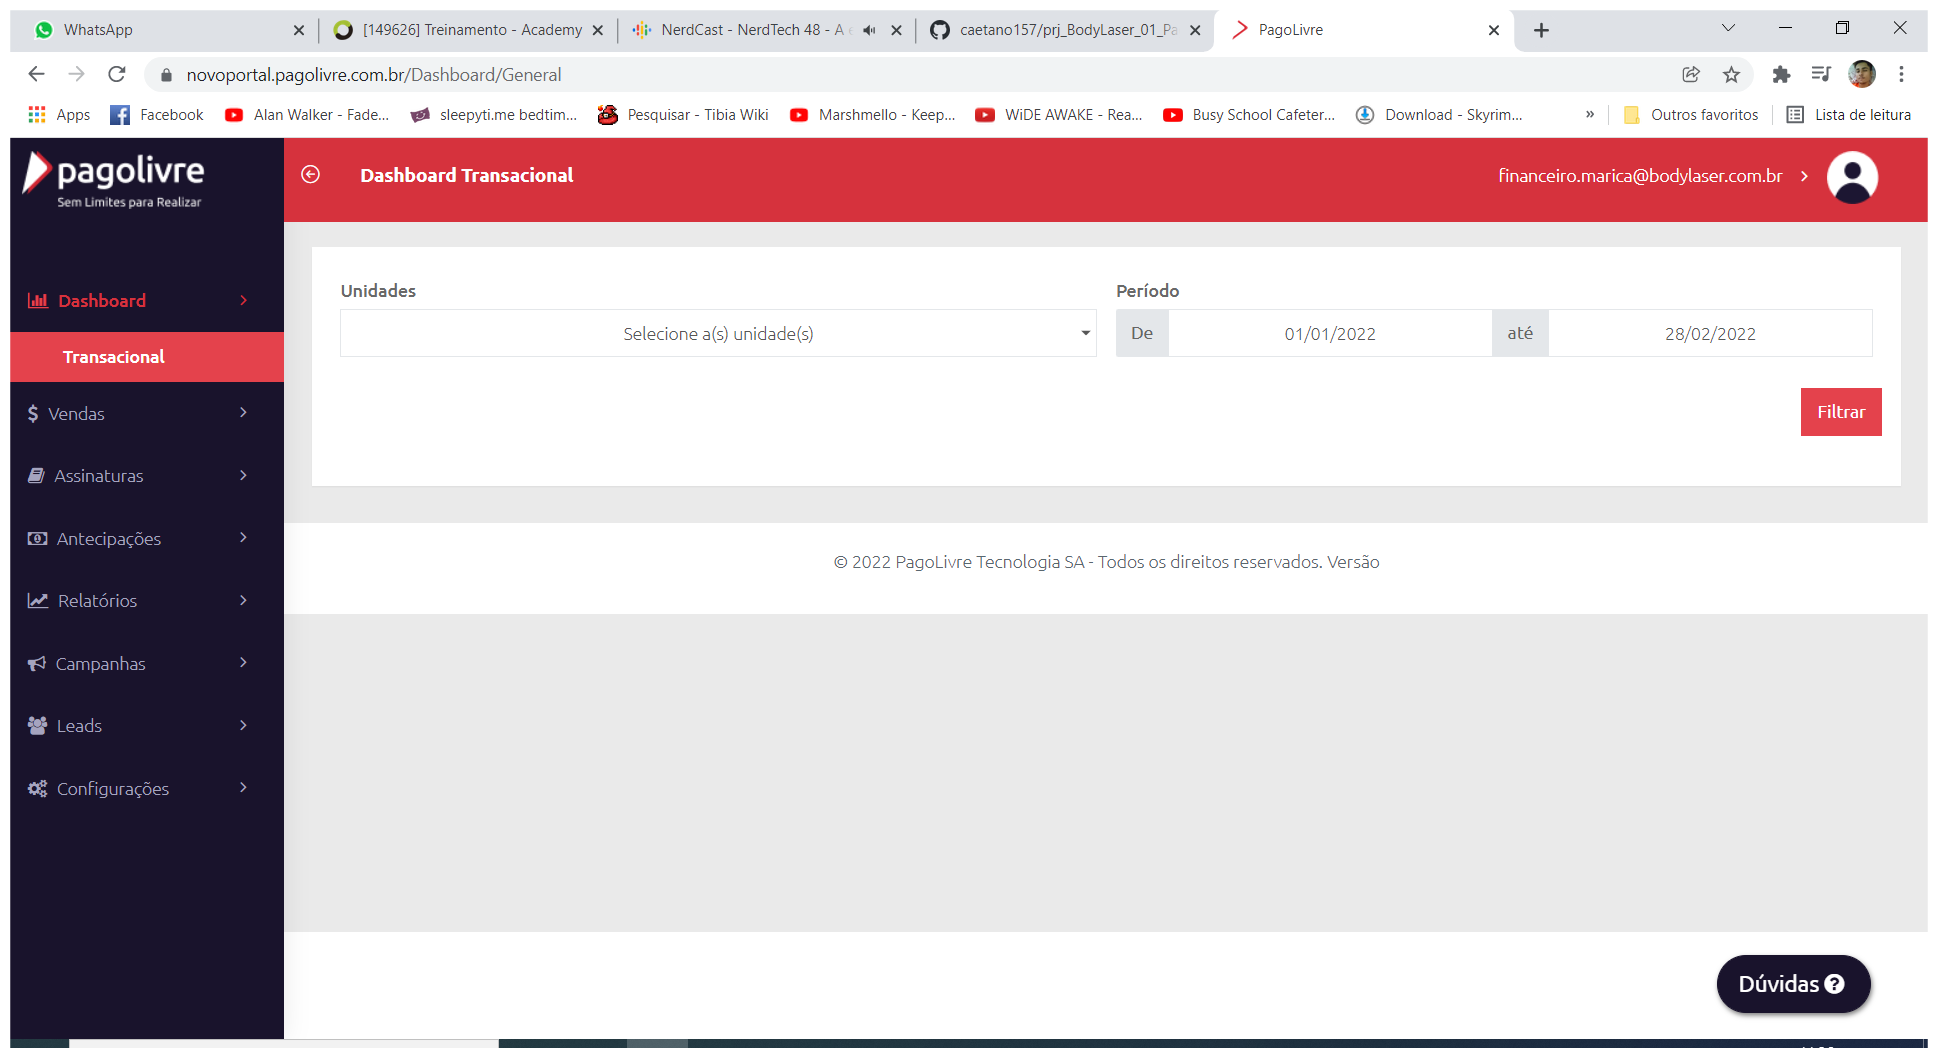 WhatsApp
[149626] Treinamento - Academy
NerdCast - NerdTech 48 - A
caetano157/prj_BodyLaser_01_Pa
PagoLivre
novoportal.pagolivre.com.br/Dashboard/General
Apps
Facebook
Alan Walker - Fade...
sleepyti.me bedtim...
Pesquisar - Tibia Wiki
Marshmello - Keep...
WiDE AWAKE - Rea...
Busy School Cafeter...
Download - Skyrim...
»
Outros favoritos
Lista de leitura
pagolivre
Sem Limites para Realizar
Dashboard Transacional
financeiro.marica@bodylaser.com.br
Dashboard
Transacional
Vendas
Assinaturas
Antecipações
Relatórios
Campanhas
Leads
Configurações
Unidades
Selecione a(s) unidade(s)
Período
De
01/01/2022
até
28/02/2022
Filtrar
© 2022 PagoLivre Tecnologia SA - Todos os direitos reservados. Versão
Dúvidas ?